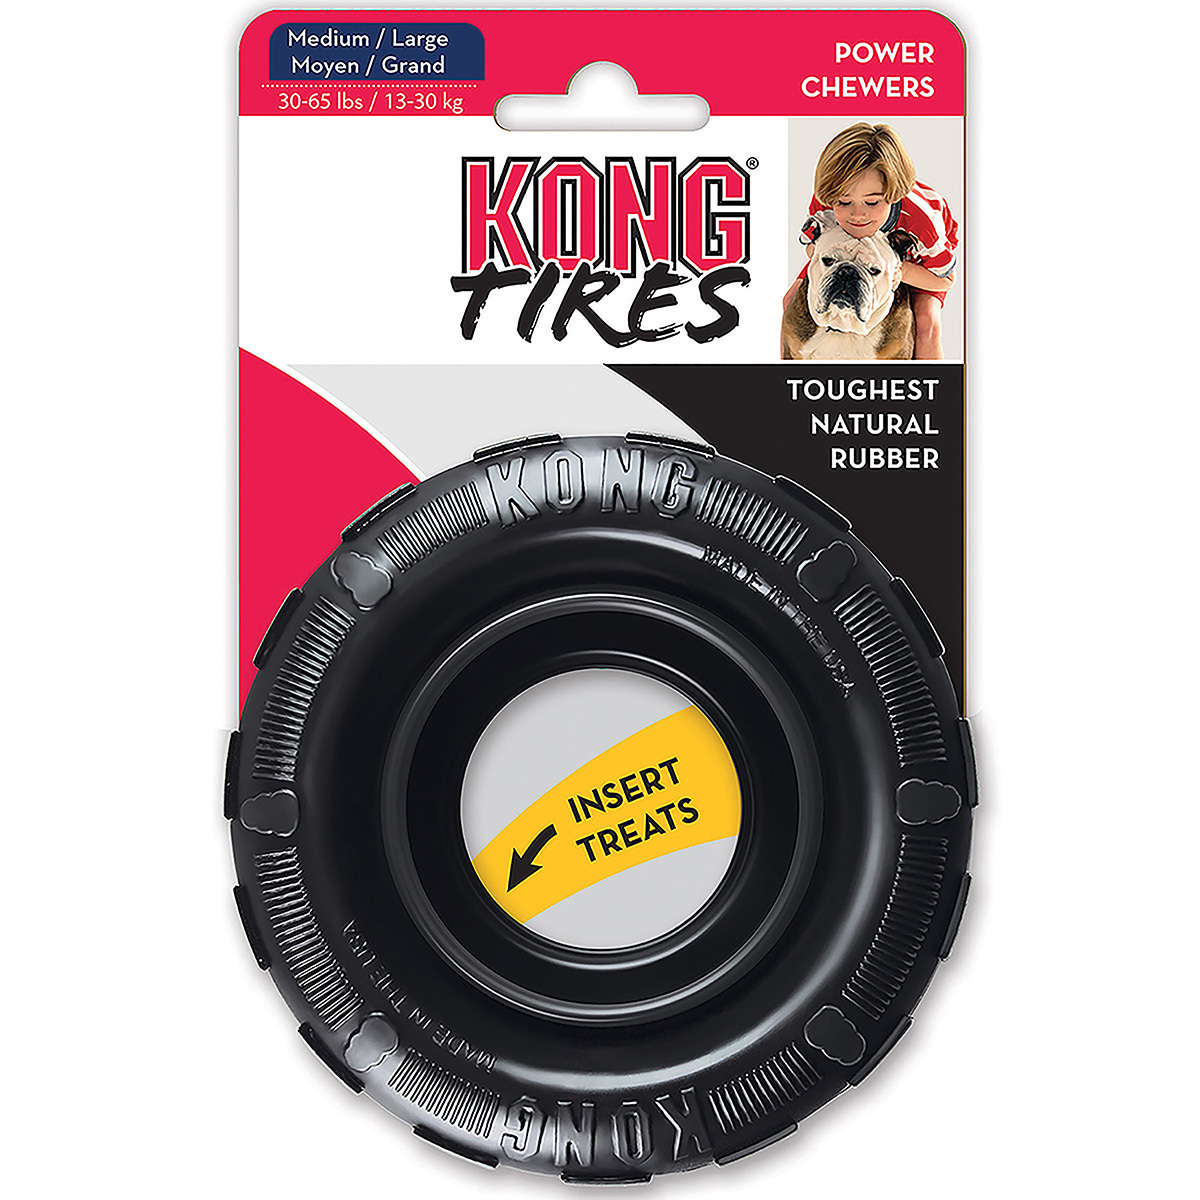 Medium / Large
Moyen / Grand
30-65 lbs / 13-30 kg
POWER
CHEWERS
KONG®
TIRES
TOUGHEST
NATURAL
RUBBER
KONG
MADE IN THE USA
INSERT
TREATS
MADE IN THE USA
KONG